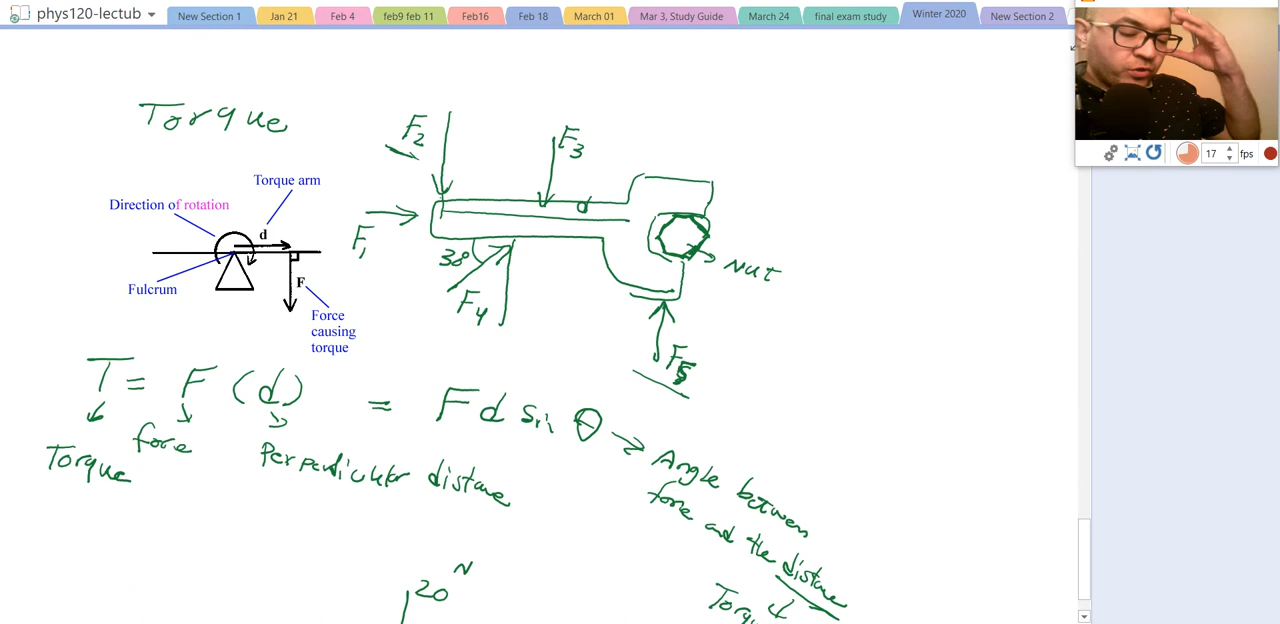 phys120-lectub
New Section 1
Jan 21
Feb 4
feb9 feb 11
Feb16
Feb 18
March 01
Mar 3, Study Guide
March 24
final exam study
Winter 2020
New Section 2
17 fps
Torque
Torque arm
Direction of rotation
d
Fulcrum
F
Force
causing
torque
F2
F3
d
F1
30
F4
Nut
F5
T = F (d) = F d sin θ
Torque
force
Perpendicular distance
Angle between
force and the distance
20 N